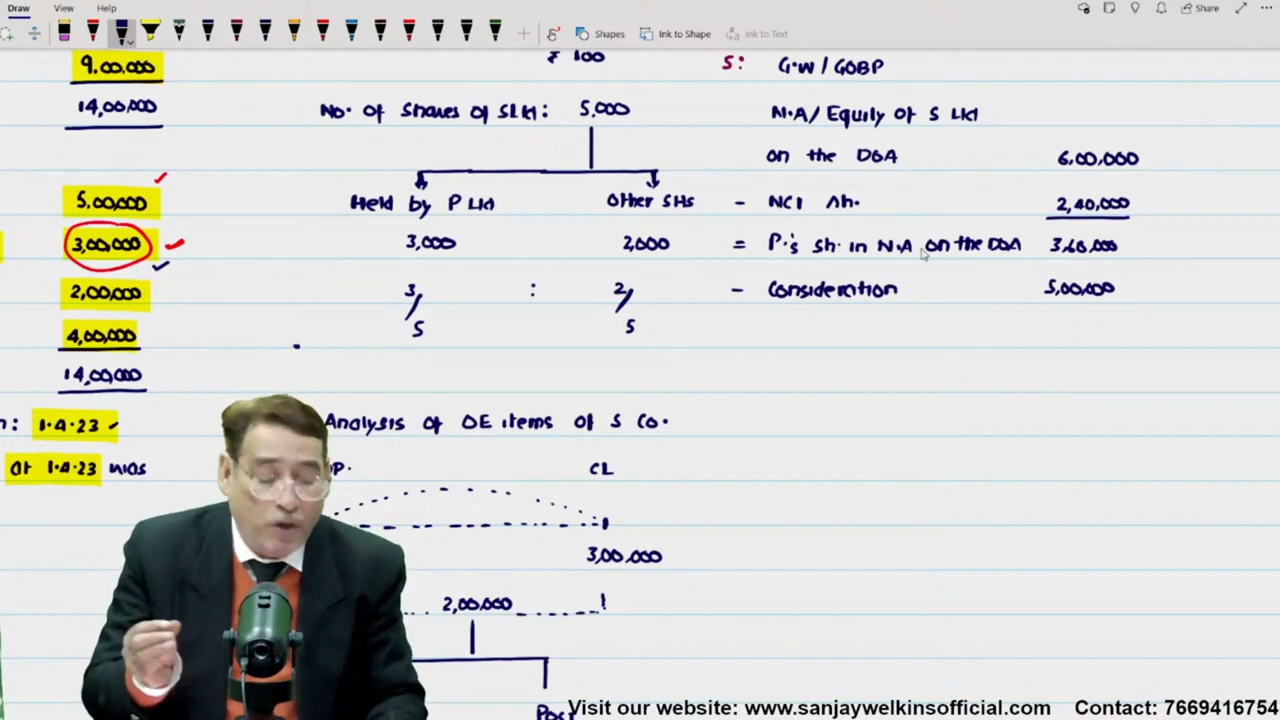 Draw View Help Share
Shapes Ink to Shape Ink to Text
9,00,000
14,00,000
5,00,000
3,00,000
2,00,000
4,00,000
14,00,000
: 1.4.23
at 1.4.23 was
₹ 100
No. of Shares of S Ltd : 5,000
Held by P Ltd Other SHs
3,000 2,000
3/5 : 2/5
Analysis of OE items of S Co.
OP. CL
3,00,000
2,00,000
Post
S: G.W / GOBP
N.A / Equity of S Ltd
on the DOA 6,00,000
- NCI Sh. 2,40,000
= P's Sh. in N.A on the DOA 3,60,000
- Consideration 5,00,000
Visit our website: www.sanjaywelkinsofficial.com Contact: 7669416754